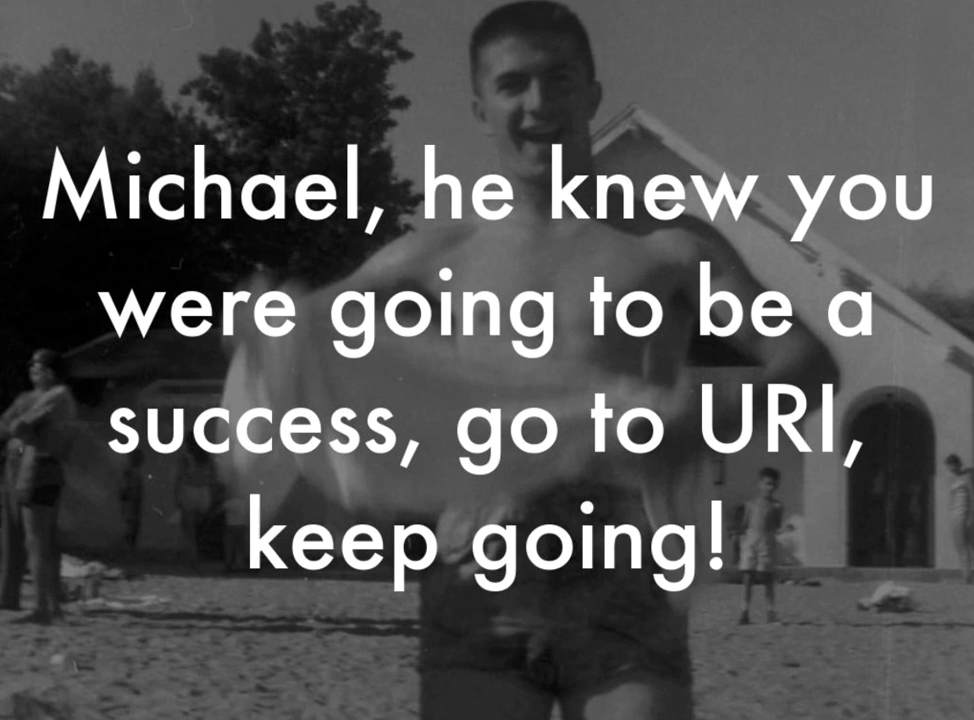 Michael, he knew you
were going to be a
success, go to URI,
keep going!